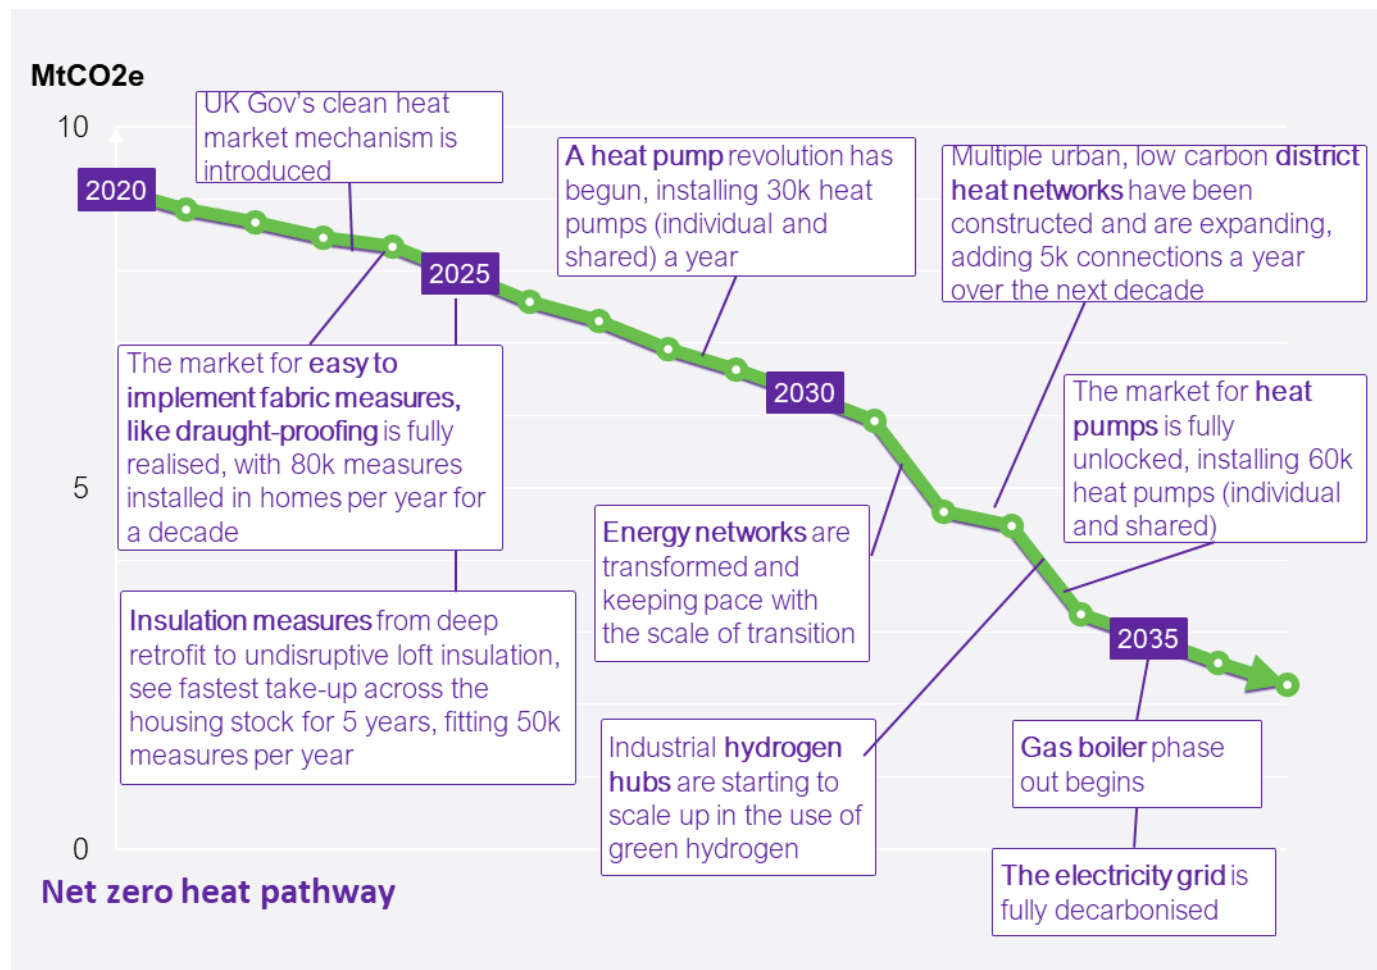 MtCO2e
10
5
0
2020
2025
2030
2035
UK Gov's clean heat
market mechanism is
introduced
A heat pump revolution has
begun, installing 30k heat
pumps (individual and
shared) a year
Multiple urban, low carbon district
heat networks have been
constructed and are expanding,
adding 5k connections a year
over the next decade
The market for easy to
implement fabric measures,
like draught-proofing is fully
realised, with 80k measures
installed in homes per year for
a decade
The market for heat
pumps is fully
unlocked, installing 60k
heat pumps (individual
and shared)
Energy networks are
transformed and
keeping pace with
the scale of transition
Insulation measures from deep
retrofit to undisruptive loft insulation,
see fastest take-up across the
housing stock for 5 years, fitting 50k
measures per year
Industrial hydrogen
hubs are starting to
scale up in the use of
green hydrogen
Gas boiler phase
out begins
The electricity grid is
fully decarbonised
Net zero heat pathway